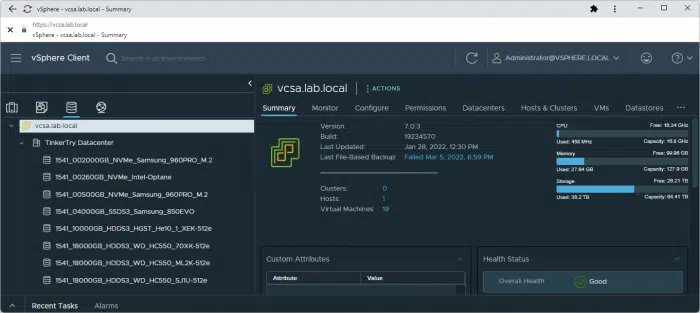 vSphere - vcsa.lab.local - Summary
https://vcsa.lab.local
vSphere - vcsa.lab.local - Summary
vSphere Client
Search in all environments
Administrator@VSPHERE.LOCAL
vcsa.lab.local
ACTIONS
Summary Monitor Configure Permissions Datacenters Hosts & Clusters VMs Datastores ...
vcsa.lab.local
TinkerTry Datacenter
1541_002000GB_NVMe_Samsung_960PRO_M.2
1541_00260GB_NVMe_Intel-Optane
1541_00500GB_NVMe_Samsung_960PRO_M.2
1541_04000GB_SSDS3_Samsung_850EVO
1541_10000GB_HDDS3_HGST_He10_1_XEK-512e
1541_18000GB_HDDS3_WD_HC550_70XK-512e
1541_18000GB_HDDS3_WD_HC550_ML2K-512e
1541_18000GB_HDDS3_WD_HC550_SJ1U-512e
Version: 7.0.3
Build: 19234570
Last Updated: Jan 28, 2022, 12:30 PM
Last File-Based Backup: Failed Mar 5, 2022, 6:59 PM
Clusters: 0
Hosts: 1
Virtual Machines: 19
CPU Free: 16.34 GHz
Used: 458 MHz Capacity: 16.8 GHz
Memory Free: 99.96 GB
Used: 27.94 GB Capacity: 127.9 GB
Storage Free: 26.21 TB
Used: 38.2 TB Capacity: 64.41 TB
Custom Attributes
Attribute Value
Health Status
Overall Health Good
Recent Tasks Alarms